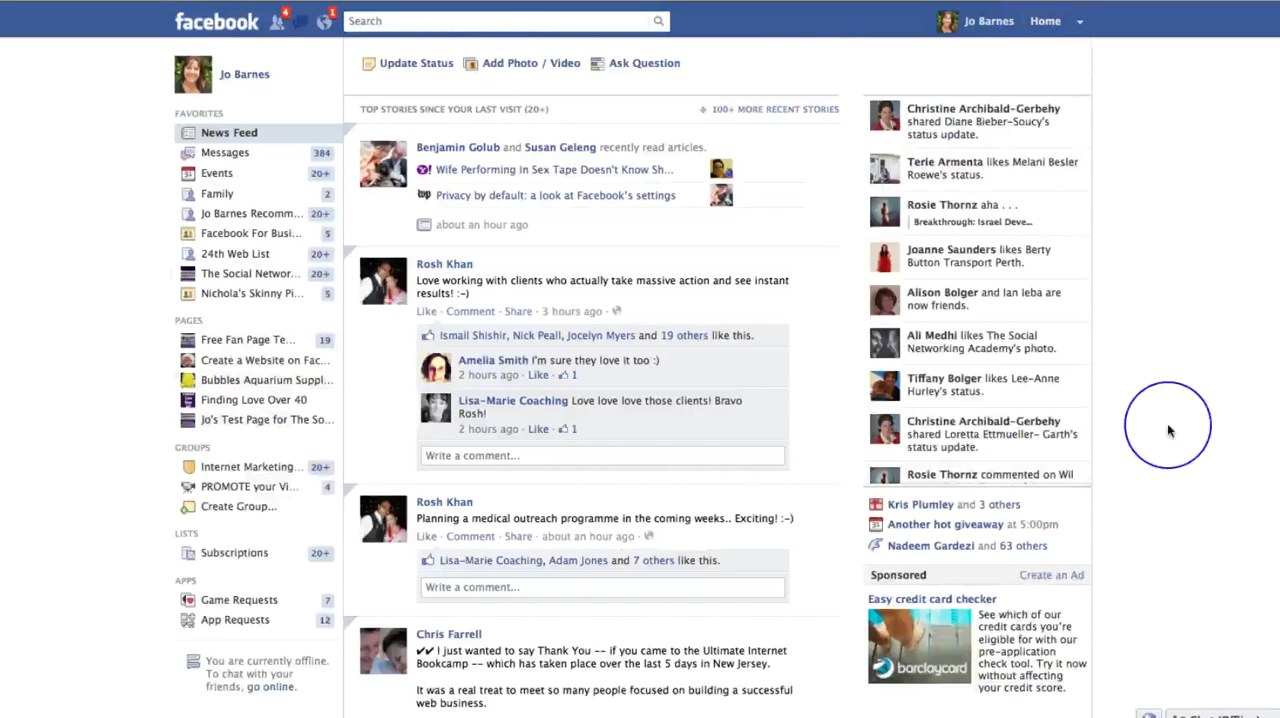 facebook
4
1
Search
Jo Barnes
Home
Jo Barnes
FAVORITES
News Feed
Messages 384
Events 20+
Family 2
Jo Barnes Recomm... 20+
Facebook For Busi... 5
24th Web List 20+
The Social Networ... 20+
Nichola's Skinny Pi... 5
PAGES
Free Fan Page Te... 19
Create a Website on Fac...
Bubbles Aquarium Suppl...
Finding Love Over 40
Jo's Test Page for The So...
GROUPS
Internet Marketing... 20+
PROMOTE your Vi... 4
Create Group...
LISTS
Subscriptions 20+
APPS
Game Requests 7
App Requests 12
You are currently offline.
To chat with your
friends, go online.
Update Status Add Photo / Video Ask Question
TOP STORIES SINCE YOUR LAST VISIT (20+) 100+ MORE RECENT STORIES
Benjamin Golub and Susan Geleng recently read articles.
Wife Performing in Sex Tape Doesn't Know Sh...
Privacy by default: a look at Facebook's settings
about an hour ago
Rosh Khan
Love working with clients who actually take massive action and see instant
results! :-)
Like · Comment · Share · 3 hours ago ·
Ismail Shishir, Nick Peall, Jocelyn Myers and 19 others like this.
Amelia Smith I'm sure they love it too :)
2 hours ago · Like · 1
Lisa-Marie Coaching Love love love those clients! Bravo
Rosh!
2 hours ago · Like · 1
Write a comment...
Rosh Khan
Planning a medical outreach programme in the coming weeks.. Exciting! :-)
Like · Comment · Share · about an hour ago ·
Lisa-Marie Coaching, Adam Jones and 7 others like this.
Write a comment...
Chris Farrell
✔✔ I just wanted to say Thank You -- if you came to the Ultimate Internet
Bootcamp -- which has taken place over the last 5 days in New Jersey.
It was a real treat to meet so many people focused on building a successful
web business.
Christine Archibald-Gerbehy
shared Diane Bieber-Soucy's
status update.
Terie Armenta likes Melani Besler
Roewe's status.
Rosie Thornz aha . . .
Breakthrough: Israel Deve...
Joanne Saunders likes Berty
Button Transport Perth.
Alison Bolger and Ian Ieba are
now friends.
Ali Medhi likes The Social
Networking Academy's photo.
Tiffany Bolger likes Lee-Anne
Hurley's status.
Christine Archibald-Gerbehy
shared Loretta Ettmueller- Garth's
status update.
Rosie Thornz commented on Wil
Kris Plumley and 3 others
Another hot giveaway at 5:00pm
Nadeem Gardezi and 63 others
Sponsored Create an Ad
Easy credit card checker
barclaycard
See which of our
credit cards you're
eligible for with our
pre-application
check tool. Try it now
without affecting
your credit score.